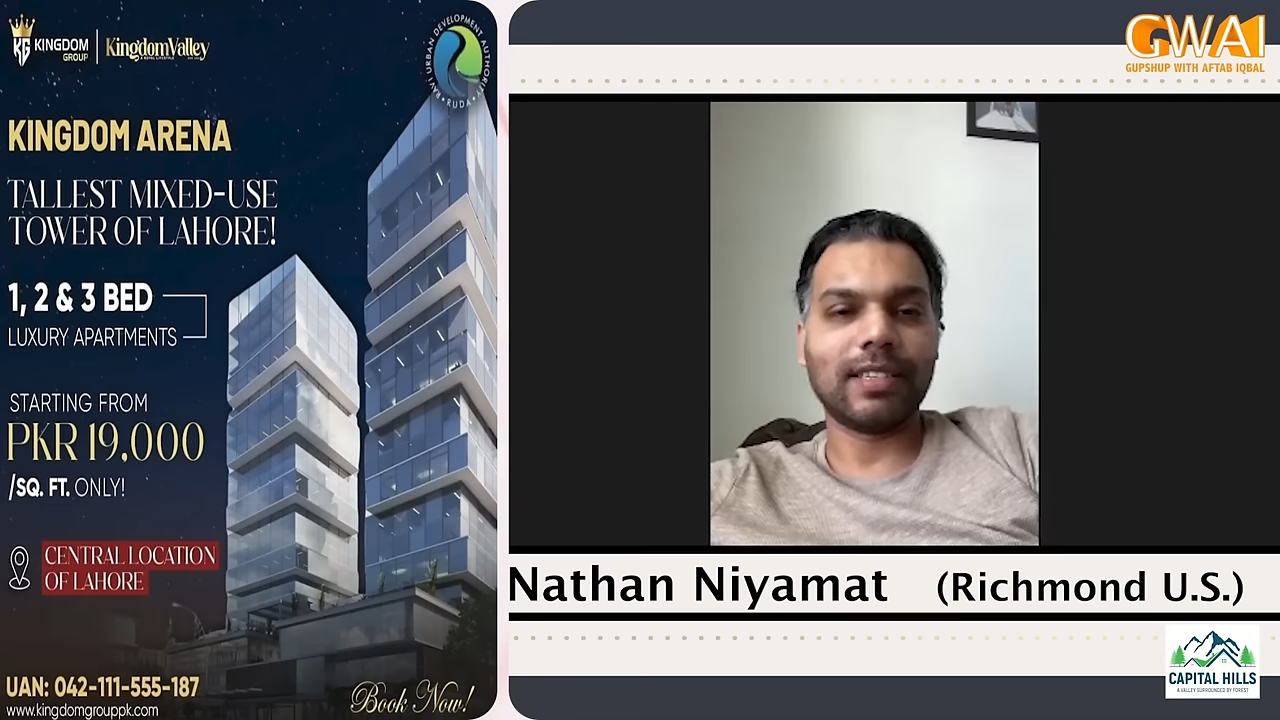 KINGDOM
GROUP
KingdomValley
A ROYAL LIFESTYLE
RAVI URBAN DEVELOPMENT AUTHORITY
• RUDA •
KINGDOM ARENA
TALLEST MIXED-USE
TOWER OF LAHORE!
1, 2 & 3 BED
LUXURY APARTMENTS
STARTING FROM
PKR 19,000
/SQ. FT. ONLY!
CENTRAL LOCATION
OF LAHORE
UAN: 042-111-555-187
www.kingdomgrouppk.com
Book Now!
GWAI
GUPSHUP WITH AFTAB IQBAL
Nathan Niyamat (Richmond U.S.)
CAPITAL HILLS
A VALLEY SURROUNDED BY FOREST